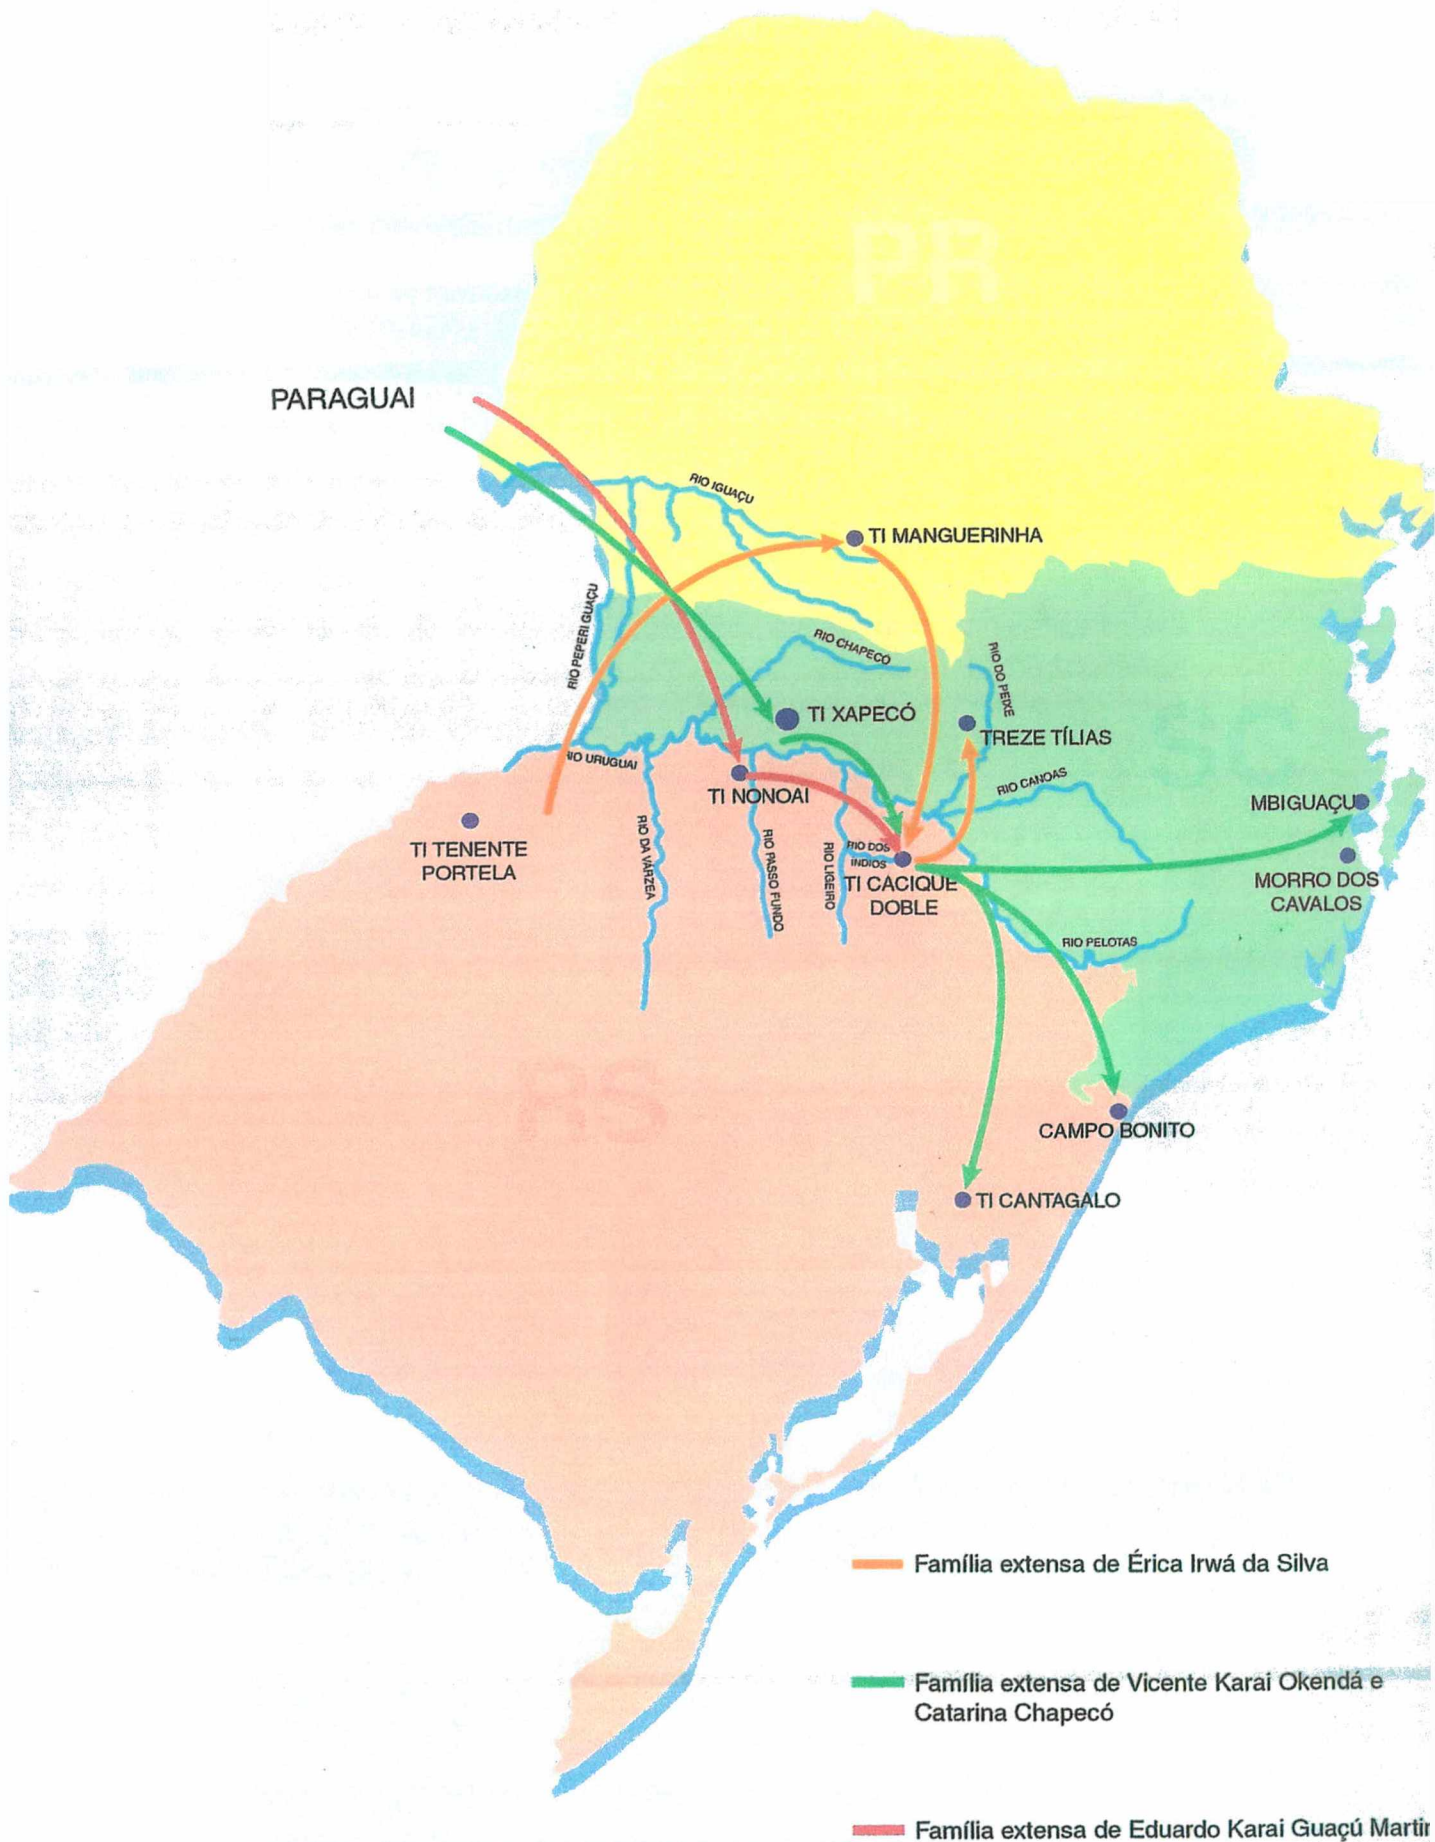 PR
PARAGUAI
RIO IGUAÇU
TI MANGUERINHA
RIO PEPERI GUAÇU
RIO CHAPECÓ
RIO DO PEIXE
TI XAPECÓ
SC
TREZE TÍLIAS
RIO URUGUAI
RIO CANOAS
TI NONOAI
MBIGUAÇU
TI TENENTE
PORTELA
RIO DA VÁRZEA
RIO PASSO FUNDO
RIO LIGEIRO
RIO DOS
INDIOS
TI CACIQUE
DOBLE
MORRO DOS
CAVALOS
RIO PELOTAS
RS
CAMPO BONITO
TI CANTAGALO
Família extensa de Érica Irwá da Silva
Família extensa de Vicente Karai Okendá e
Catarina Chapecó
Família extensa de Eduardo Karai Guaçú Martin